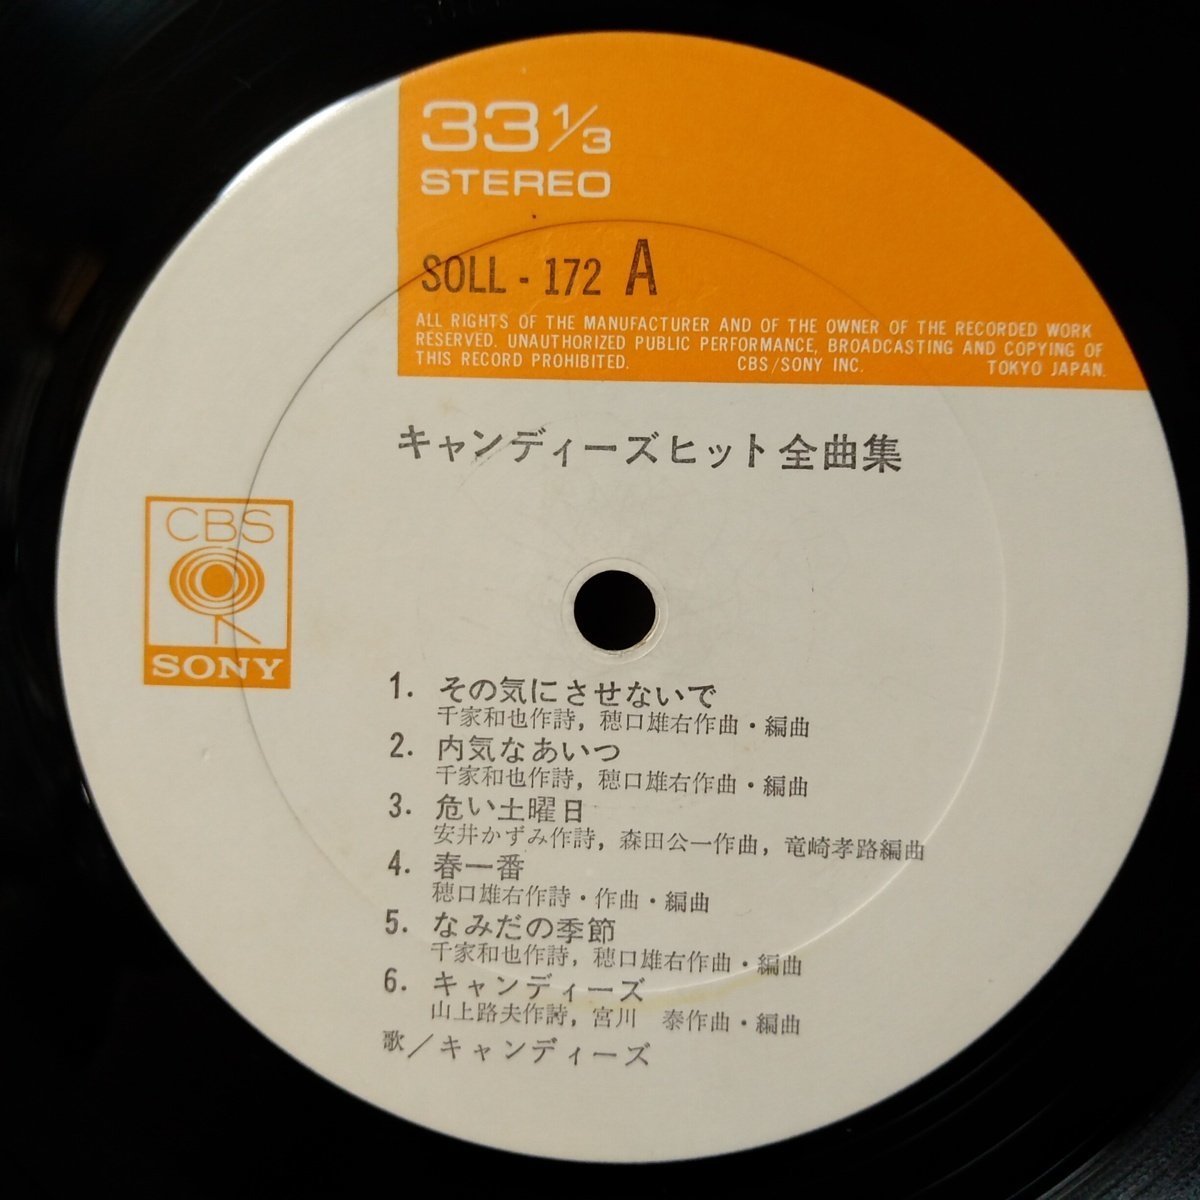 33 1/3
STEREO
SOLL - 172 A
ALL RIGHTS OF THE MANUFACTURER AND OF THE OWNER OF THE RECORDED WORK
RESERVED. UNAUTHORIZED PUBLIC PERFORMANCE, BROADCASTING AND COPYING OF
THIS RECORD PROHIBITED. CBS/SONY INC. TOKYO JAPAN.
キャンディーズヒット全曲集
CBS
SONY
1. その気にさせないで
千家和也作詩, 穂口雄右作曲・編曲
2. 内気なあいつ
千家和也作詩, 穂口雄右作曲・編曲
3. 危い土曜日
安井かずみ作詩, 森田公一作曲, 竜崎孝路編曲
4. 春一番
穂口雄右作詩・作曲・編曲
5. なみだの季節
千家和也作詩, 穂口雄右作曲・編曲
6. キャンディーズ
山上路夫作詩, 宮川 泰作曲・編曲
歌／キャンディーズ